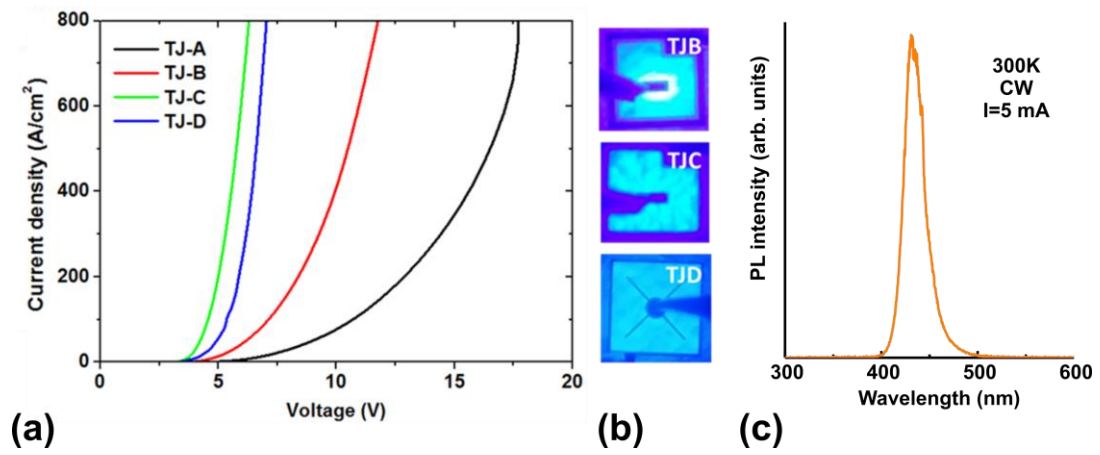 800
600
400
200
0
Current density (A/cm²)
TJ-A
TJ-B
TJ-C
TJ-D
0 5 10 15 20
Voltage (V)
(a)
TJB
TJC
TJD
(b)
PL intensity (arb. units)
300K
CW
I=5 mA
300 400 500 600
Wavelength (nm)
(c)